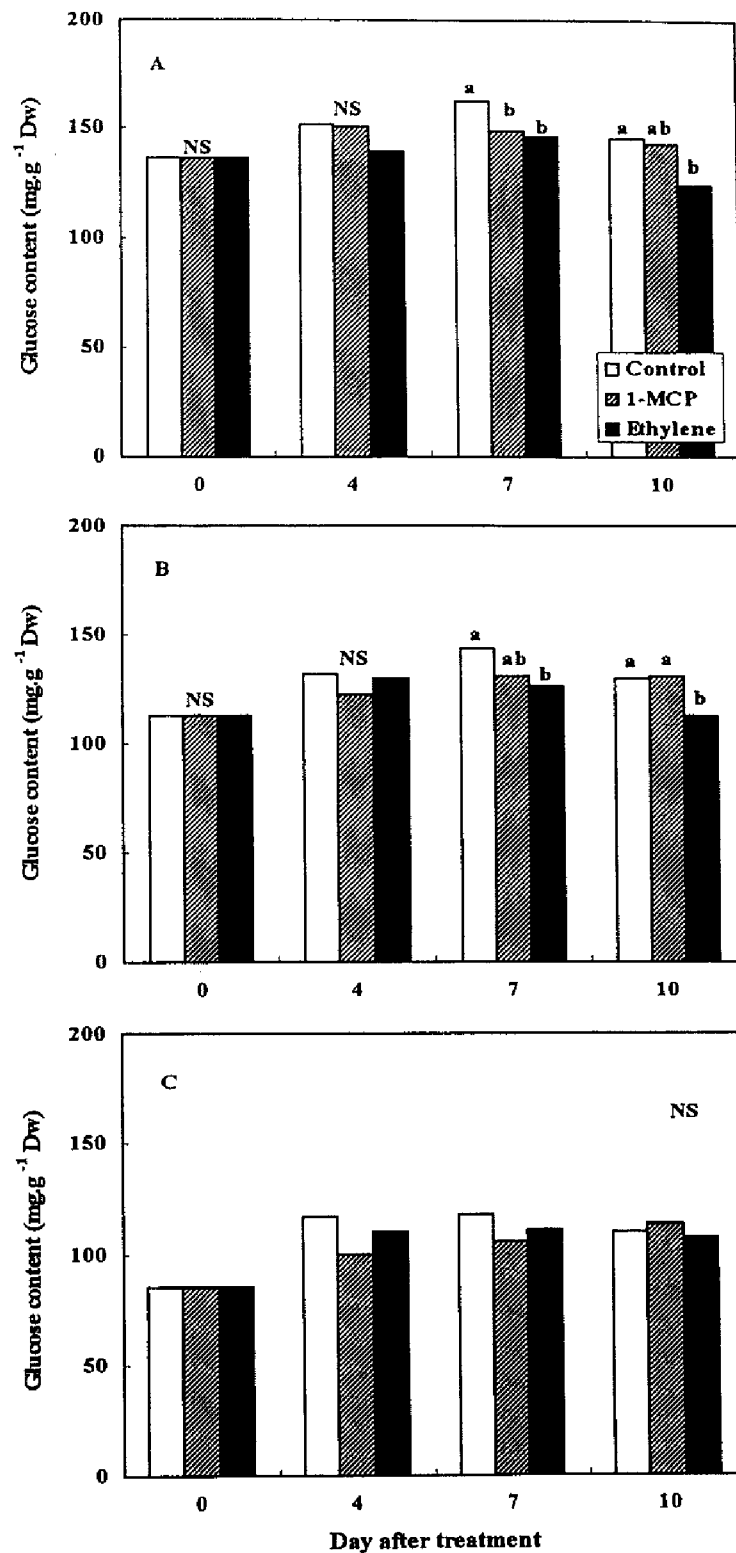 200
A
a
NS
b
b
a
ab
150
NS
b
Glucose content (mg.g⁻¹ Dw)
100
50
Control
1-MCP
Ethylene
0
0 4 7 10
200
B
a
NS
ab
b
a
a
150
NS
b
Glucose content (mg.g⁻¹ Dw)
100
50
0
0 4 7 10
200
C
NS
150
Glucose content (mg.g⁻¹ Dw)
100
50
0
0 4 7 10
Day after treatment